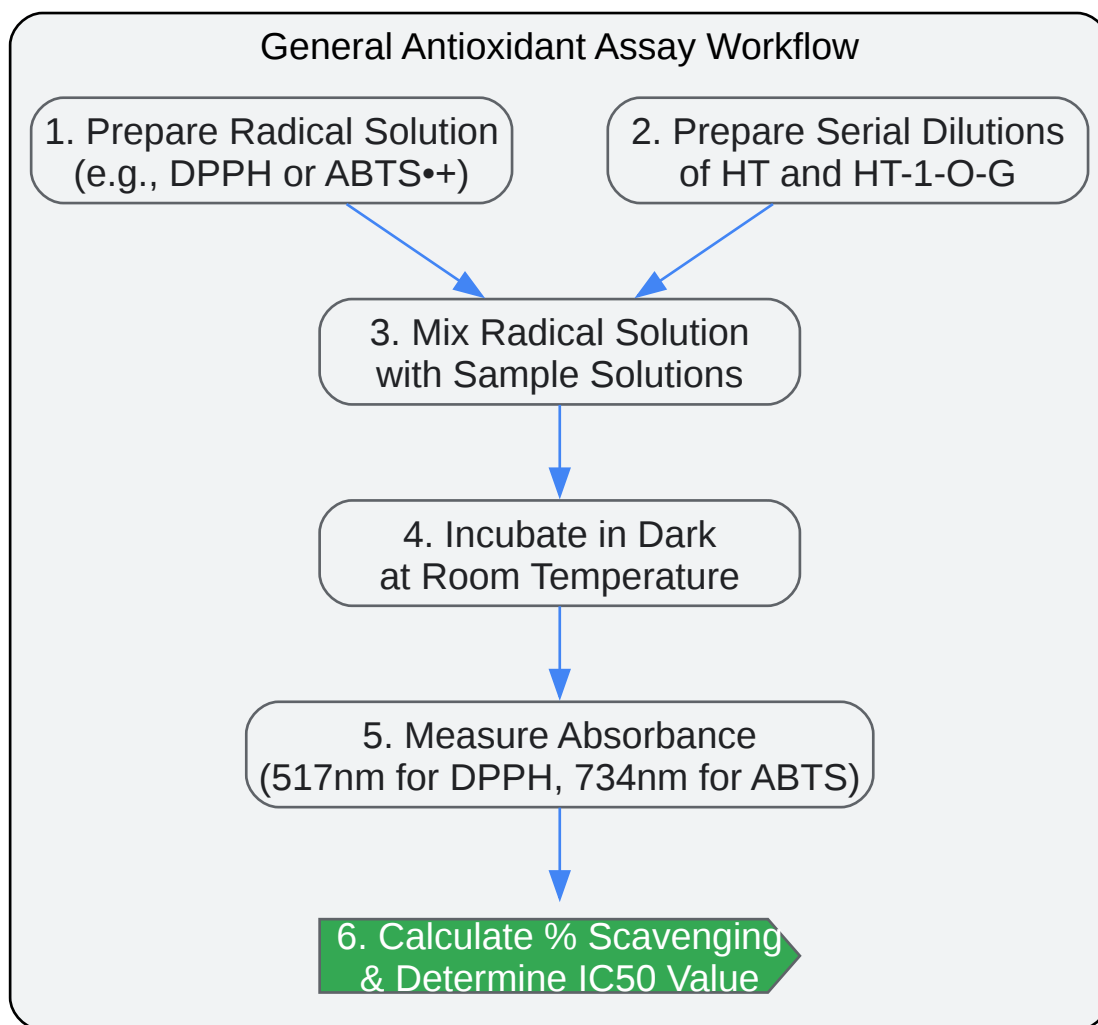 General Antioxidant Assay Workflow
1. Prepare Radical Solution
(e.g., DPPH or ABTS•+)
2. Prepare Serial Dilutions
of HT and HT-1-O-G
3. Mix Radical Solution
with Sample Solutions
4. Incubate in Dark
at Room Temperature
5. Measure Absorbance
(517nm for DPPH, 734nm for ABTS)
6. Calculate % Scavenging
& Determine IC50 Value